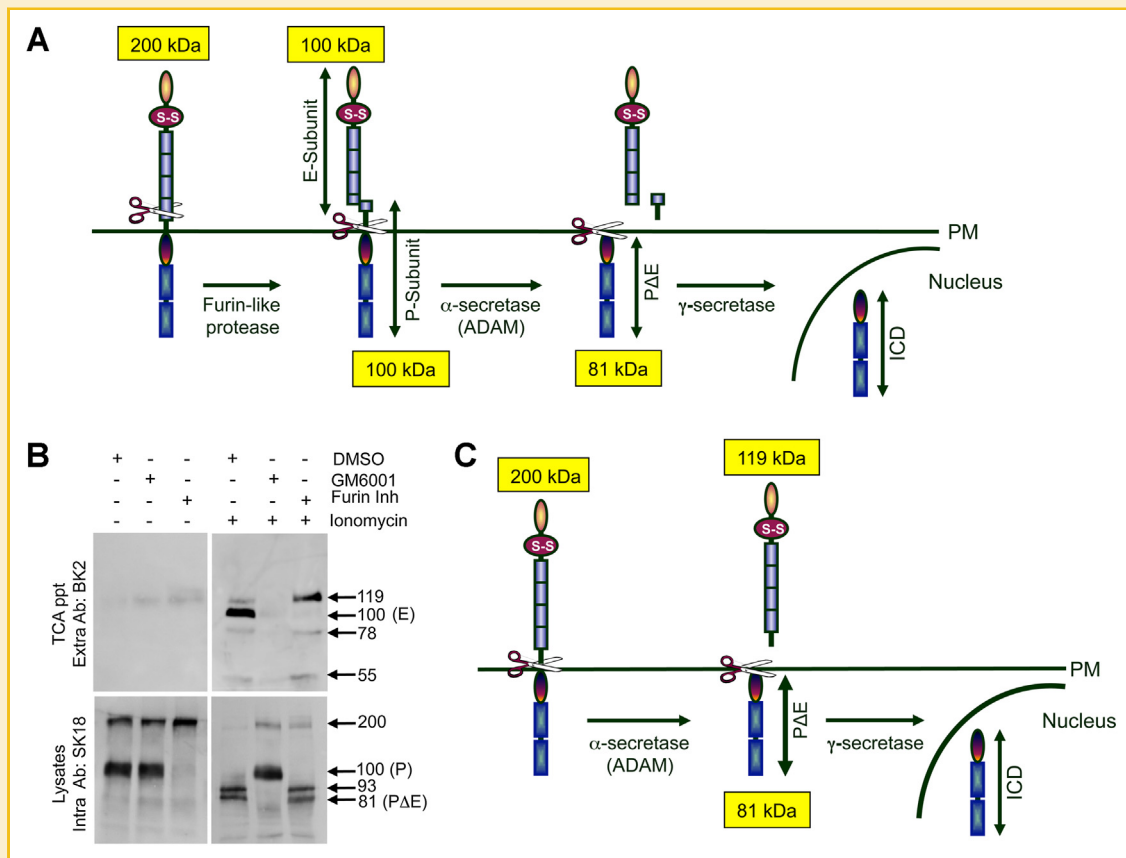 A
200 kDa
100 kDa
S-S
S-S
S-S
E-Subunit
P-Subunit
PΔE
PM
Nucleus
Furin-like
protease
α-secretase
(ADAM)
γ-secretase
ICD
100 kDa
81 kDa
B
+ - - + - - DMSO
- + - - + - GM6001
- - + - - + Furin Inh
- - - + + + Ionomycin
TCA ppt
Extra Ab: BK2
119
100 (E)
78
55
Lysates
Intra Ab: SK18
200
100 (P)
93
81 (PΔE)
C
200 kDa
119 kDa
S-S
S-S
PM
PΔE
Nucleus
α-secretase
(ADAM)
γ-secretase
ICD
81 kDa